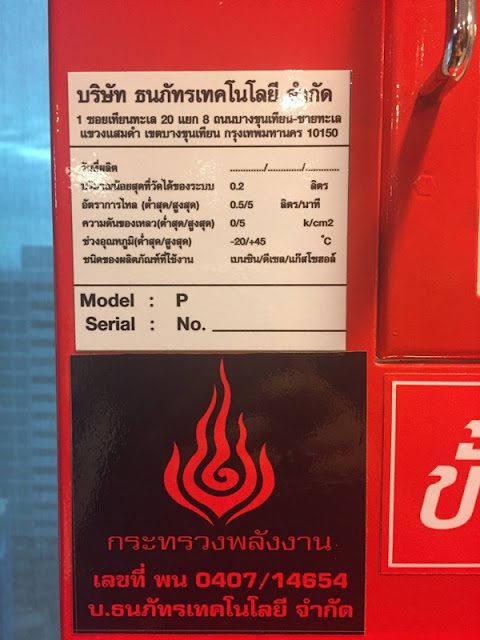 บริษัท ธนภัทรเทคโนโลยี จำกัด
1 ซอยเทียนทะเล 20 แยก 8 ถนนบางขุนเทียน-ชายทะเล
แขวงแสมดำ เขตบางขุนเทียน กรุงเทพมหานคร 10150
วันที่ผลิต ............/............/............
ปริมาณน้อยสุดที่วัดได้ของระบบ 0.2 ลิตร
อัตราการไหล (ต่ำสุด/สูงสุด) 0.5/5 ลิตร/นาที
ความดันของเหลว(ต่ำสุด/สูงสุด) 0/5 k/cm2
ช่วงอุณหภูมิ(ต่ำสุด/สูงสุด) -20/+45 °C
ชนิดของผลิตภัณฑ์ที่ใช้งาน เบนซิน/ดีเซล/แก๊สโซฮอล์
Model : P
Serial : No.
กระทรวงพลังงาน
เลขที่ พน 0407/14654
บ.ธนภัทรเทคโนโลยี จำกัด
ขั้